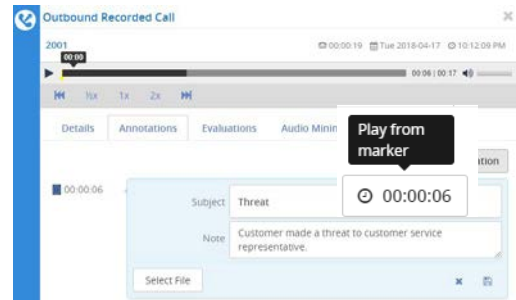 Outbound Recorded Call
2001
00:00:19 Tue 2018-04-17 10:12:09 PM
00:00
00:06 | 00:17
½x 1x 2x
Details Annotations Evaluations Audio Minin
Play from
marker
ation
00:00:06
00:00:06
Subject Threat
Note Customer made a threat to customer service
representative.
Select File